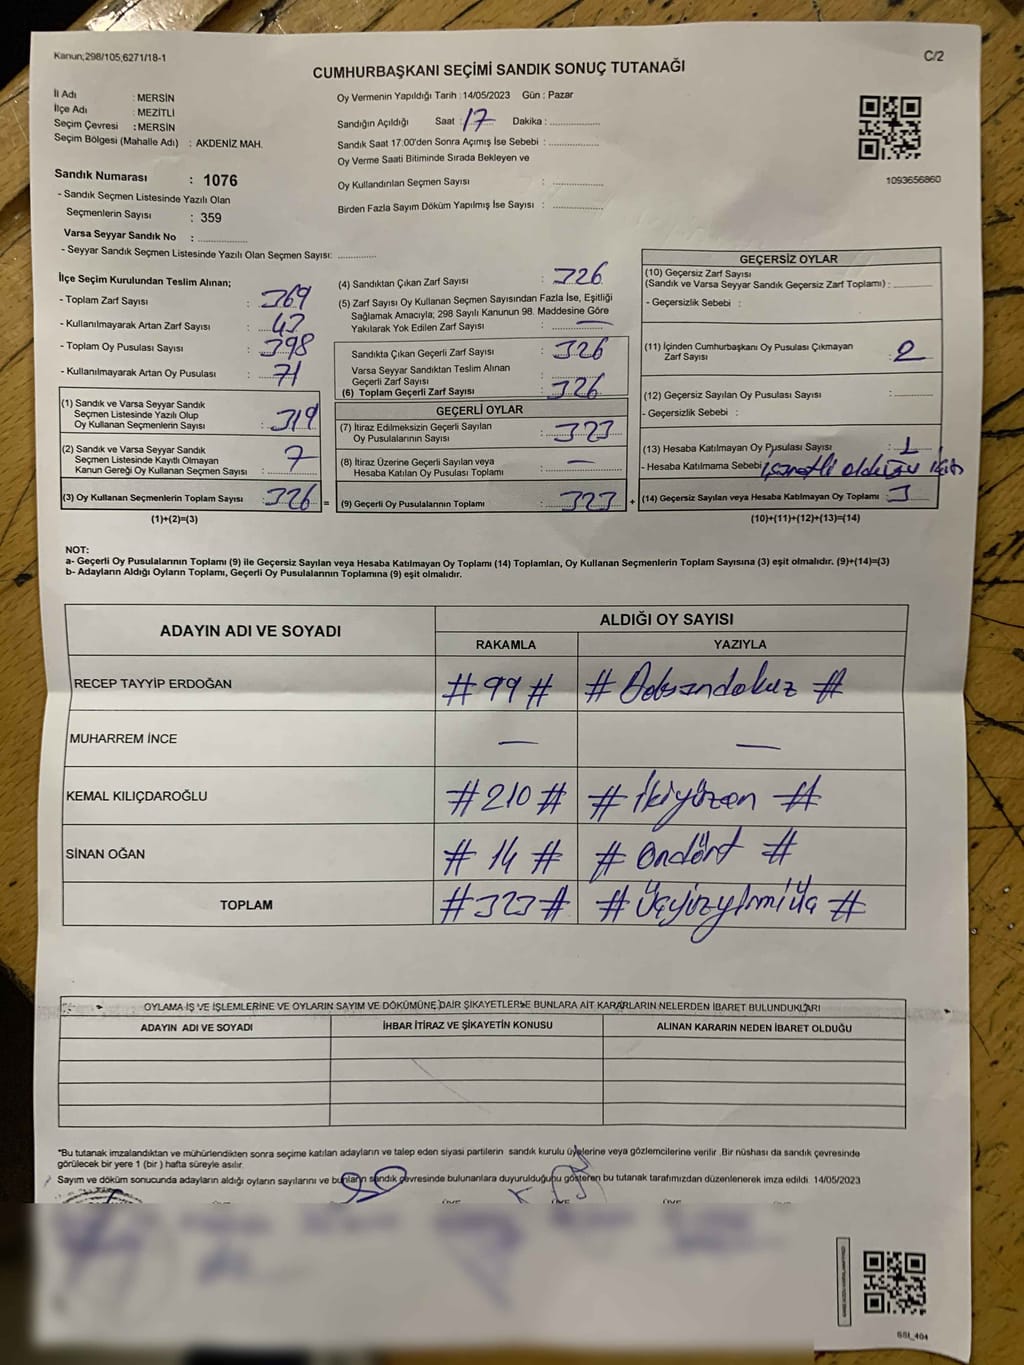 Kanun;298/105,6271/18-1
C/2
CUMHURBAŞKANI SEÇİMİ SANDIK SONUÇ TUTANAĞI
İl Adı : MERSİN
İlçe Adı : MEZİTLİ
Seçim Çevresi : MERSİN
Seçim Bölgesi (Mahalle Adı) : AKDENİZ MAH.
Oy Vermenin Yapıldığı Tarih :14/05/2023 Gün : Pazar
Sandığın Açıldığı Saat :17 Dakika :
Sandık Saat 17:00'den Sonra Açımış İse Sebebi :
Oy Verme Saati Bitiminde Sırada Bekleyen ve
Oy Kullandırılan Seçmen Sayısı :
Birden Fazla Sayım Döküm Yapılmış İse Sayısı :
1093656860
Sandık Numarası : 1076
- Sandık Seçmen Listesinde Yazılı Olan
Seçmenlerin Sayısı : 359
Varsa Seyyar Sandık No :
- Seyyar Sandık Seçmen Listesinde Yazılı Olan Seçmen Sayısı:
İlçe Seçim Kurulundan Teslim Alınan;
- Toplam Zarf Sayısı : 369
- Kullanılmayarak Artan Zarf Sayısı : 43
- Toplam Oy Pusulası Sayısı : 398
- Kullanılmayarak Artan Oy Pusulası : 71
(1) Sandık ve Varsa Seyyar Sandık
Seçmen Listesinde Yazılı Olup
Oy Kullanan Seçmenlerin Sayısı : 319
(2) Sandık ve Varsa Seyyar Sandık
Seçmen Listesinde Kayıtlı Olmayan
Kanun Gereği Oy Kullanan Seçmen Sayısı : 7
(3) Oy Kullanan Seçmenlerin Toplam Sayısı : 326 =
(1)+(2)=(3)
(4) Sandıktan Çıkan Zarf Sayısı : 326
(5) Zarf Sayısı Oy Kullanan Seçmen Sayısından Fazla İse, Eşitliği
Sağlamak Amacıyla; 298 Sayılı Kanunun 98. Maddesine Göre
Yakılarak Yok Edilen Zarf Sayısı : —
Sandıkta Çıkan Geçerli Zarf Sayısı : 326
Varsa Seyyar Sandıktan Teslim Alınan
Geçerli Zarf Sayısı :
(6) Toplam Geçerli Zarf Sayısı 326
GEÇERLİ OYLAR
(7) İtiraz Edilmeksizin Geçerli Sayılan
Oy Pusulalarının Sayısı : 323
(8) İtiraz Üzerine Geçerli Sayılan veya
Hesaba Katılan Oy Pusulası Toplamı : —
(9) Geçerli Oy Pusulalarının Toplamı : 323 +
GEÇERSİZ OYLAR
(10) Geçersiz Zarf Sayısı
(Sandık ve Varsa Seyyar Sandık Geçersiz Zarf Toplamı) :
- Geçersizlik Sebebi :
(11) İçinden Cumhurbaşkanı Oy Pusulası Çıkmayan
Zarf Sayısı : 2
(12) Geçersiz Sayılan Oy Pusulası Sayısı :
- Geçersizlik Sebebi :
(13) Hesaba Katılmayan Oy Pusulası Sayısı : 1
- Hesaba Katılmama Sebebi : işaretli olduğu için
(14) Geçersiz Sayılan veya Hesaba Katılmayan Oy Toplamı : 3
(10)+(11)+(12)+(13)=(14)
NOT:
a- Geçerli Oy Pusulalarının Toplamı (9) ile Geçersiz Sayılan veya Hesaba Katılmayan Oy Toplamı (14) Toplamları, Oy Kullanan Seçmenlerin Toplam Sayısına (3) eşit olmalıdır. (9)+(14)=(3)
b- Adayların Aldığı Oyların Toplamı, Geçerli Oy Pusulalarının Toplamına (9) eşit olmalıdır.
ADAYIN ADI VE SOYADI ALDIĞI OY SAYISI
RAKAMLA YAZIYLA
RECEP TAYYİP ERDOĞAN #99# # Doksandokuz #
MUHARREM İNCE — —
KEMAL KILIÇDAROĞLU #210# # İkiyüzon #
SİNAN OĞAN # 14 # # Ondört #
TOPLAM #323# # Üçyüzyirmiüç #
OYLAMA İŞ VE İŞLEMLERİNE VE OYLARIN SAYIM VE DÖKÜMÜNE DAİR ŞİKAYETLERLE BUNLARA AİT KARARLARIN NELERDEN İBARET BULUNDUKLARI
ADAYIN ADI VE SOYADI İHBAR İTİRAZ VE ŞİKAYETİN KONUSU ALINAN KARARIN NEDEN İBARET OLDUĞU
*Bu tutanak imzalandıktan ve mühürlendikten sonra seçime katılan adayların ve talep eden siyasi partilerin sandık kurulu üyelerine veya gözlemcilerine verilir .Bir nüshası da sandık çevresinde
görülecek bir yere 1 (bir ) hafta süreyle asılır.
Sayım ve döküm sonucunda adayların aldığı oyların sayılarını ve bunların sandık çevresinde bulunanlara duyurulduğunu gösteren bu tutanak tarafımızdan düzenlenerek imza edildi. 14/05/2023
SSI_404